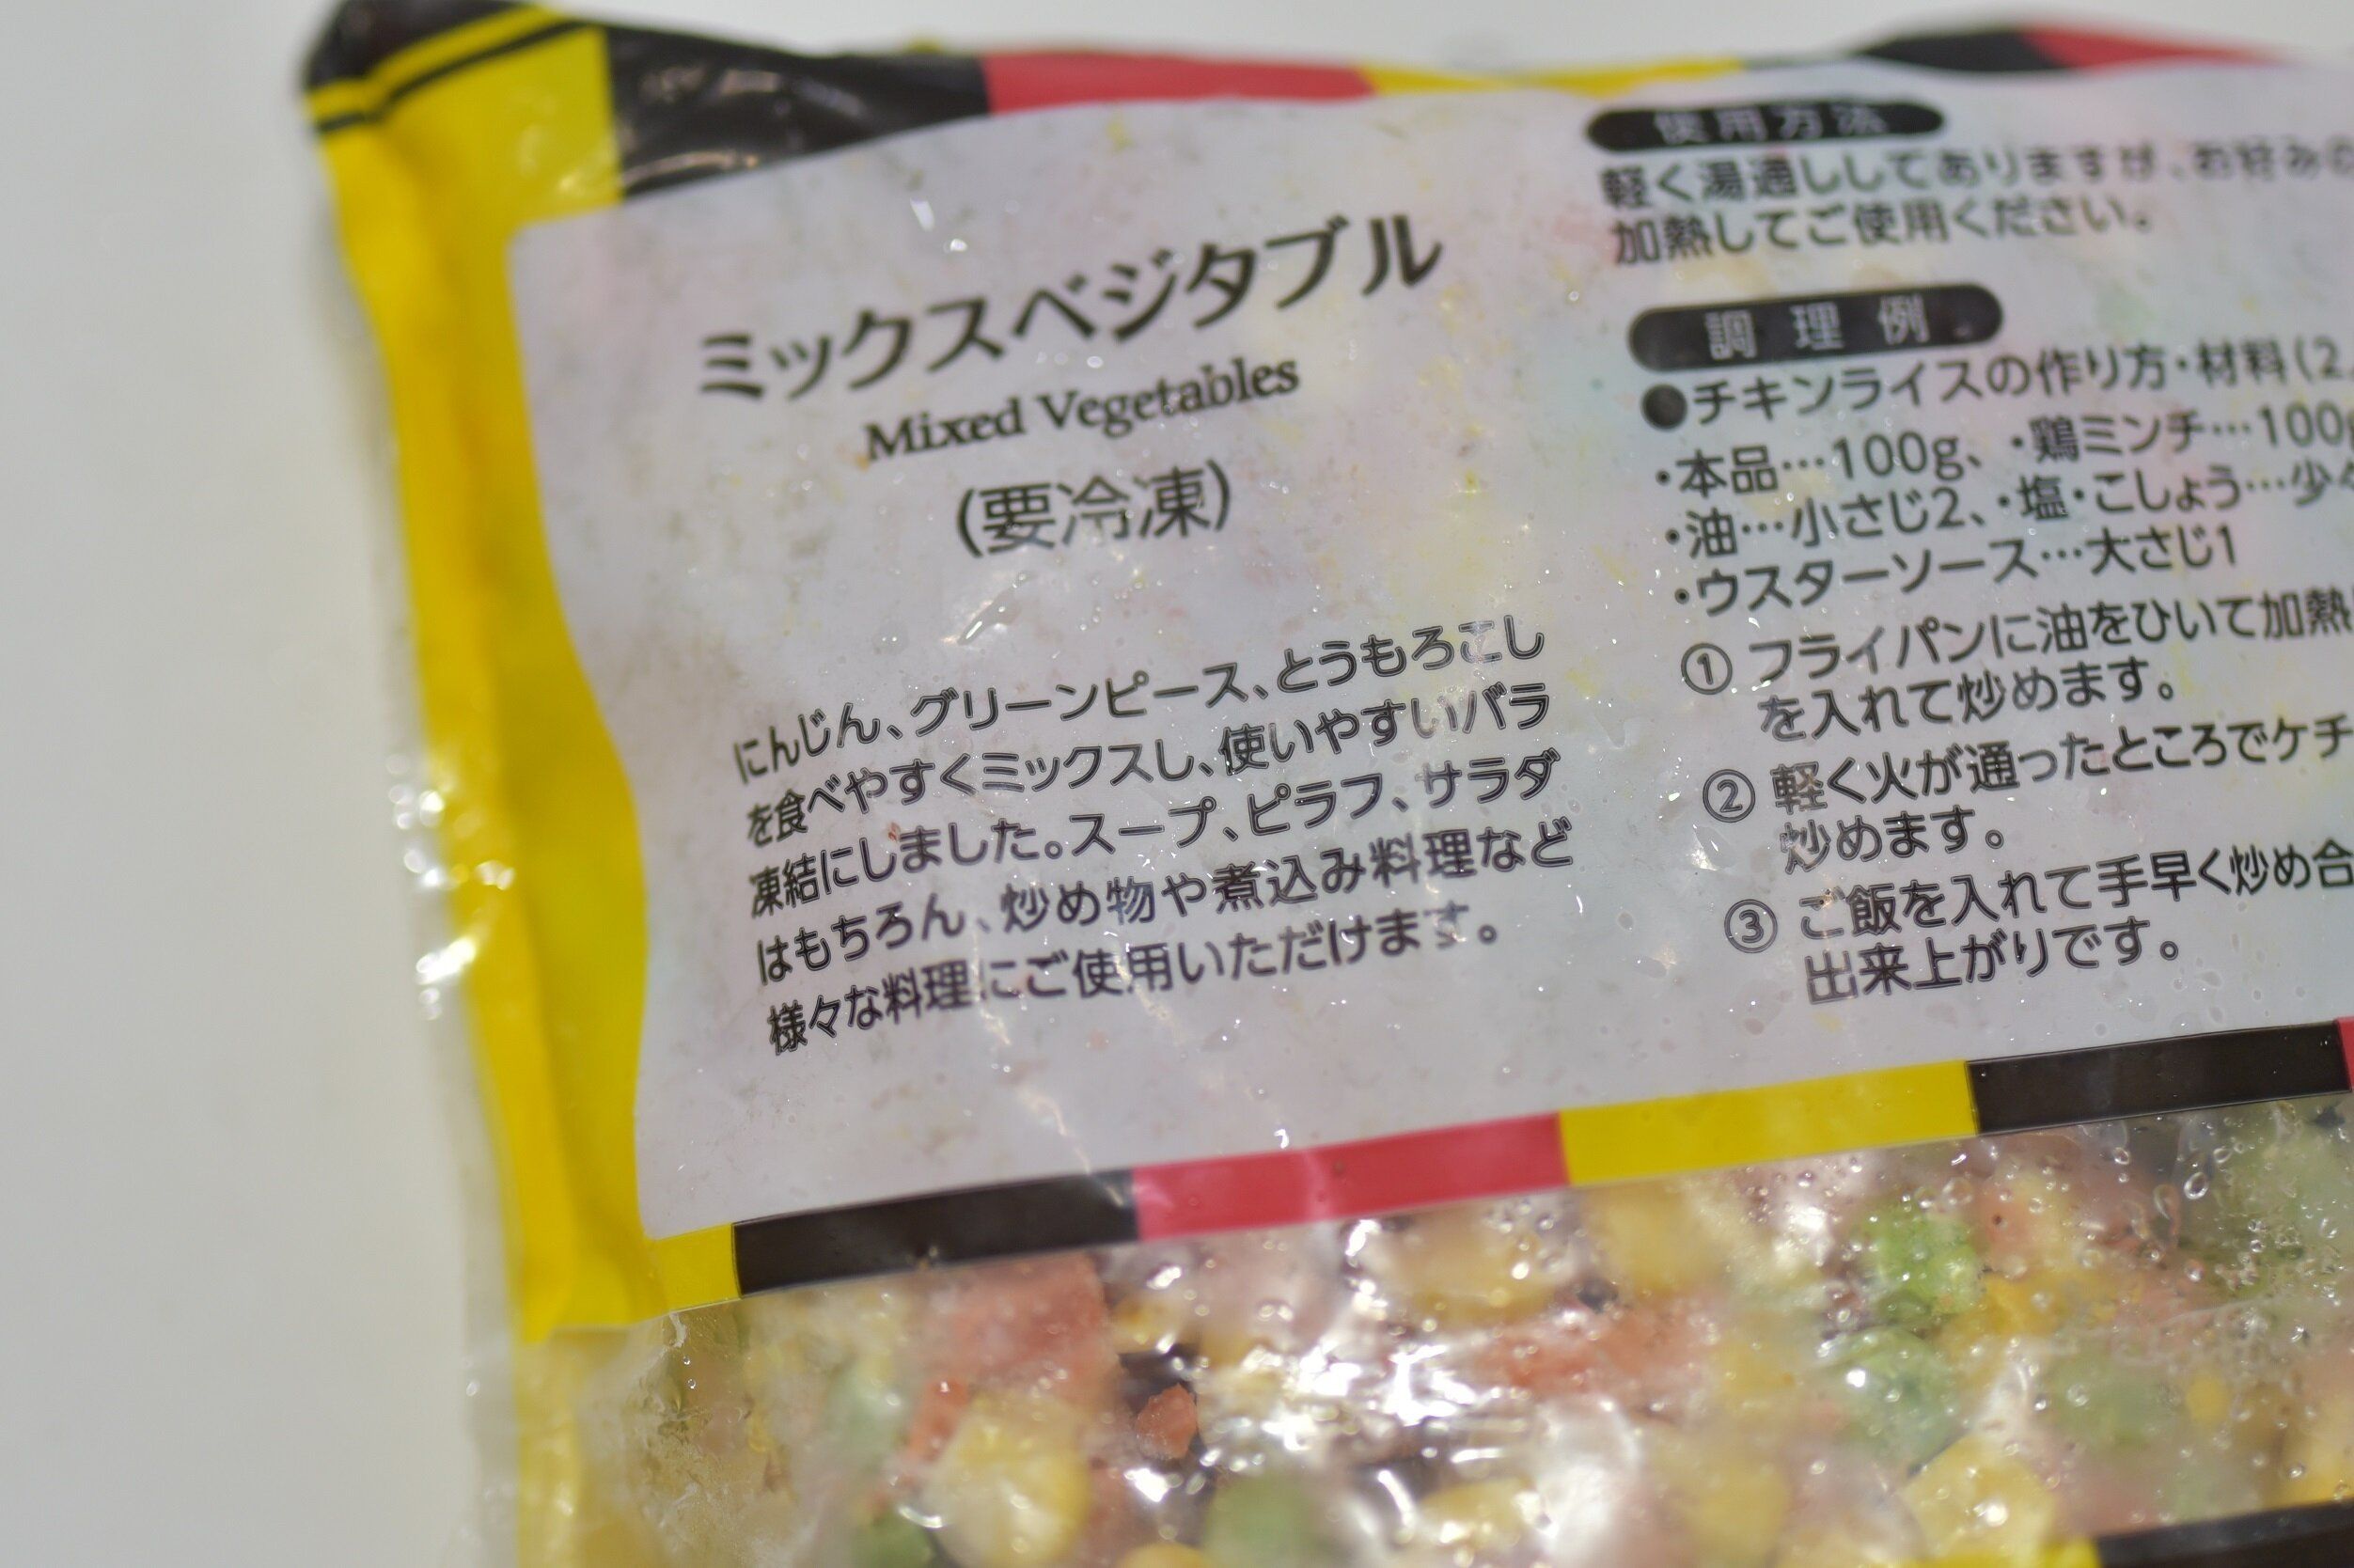 ミックスベジタブル
Mixed Vegetables
(要冷凍)
にんじん、グリーンピース、とうもろこし
を食べやすくミックスし、使いやすいバラ
凍結にしました。スープ、ピラフ、サラダ
はもちろん、炒め物や煮込み料理など
様々な料理にご使用いただけます。
使用方法
軽く湯通ししてありますが、お好みの
加熱してご使用ください。
調理例
●チキンライスの作り方・材料(2
・本品…100g、・鶏ミンチ…100g
・油…小さじ2、・塩・こしょう…少々
・ウスターソース…大さじ1
① フライパンに油をひいて加熱
を入れて炒めます。
② 軽く火が通ったところでケチ
炒めます。
③ ご飯を入れて手早く炒め合
出来上がりです。